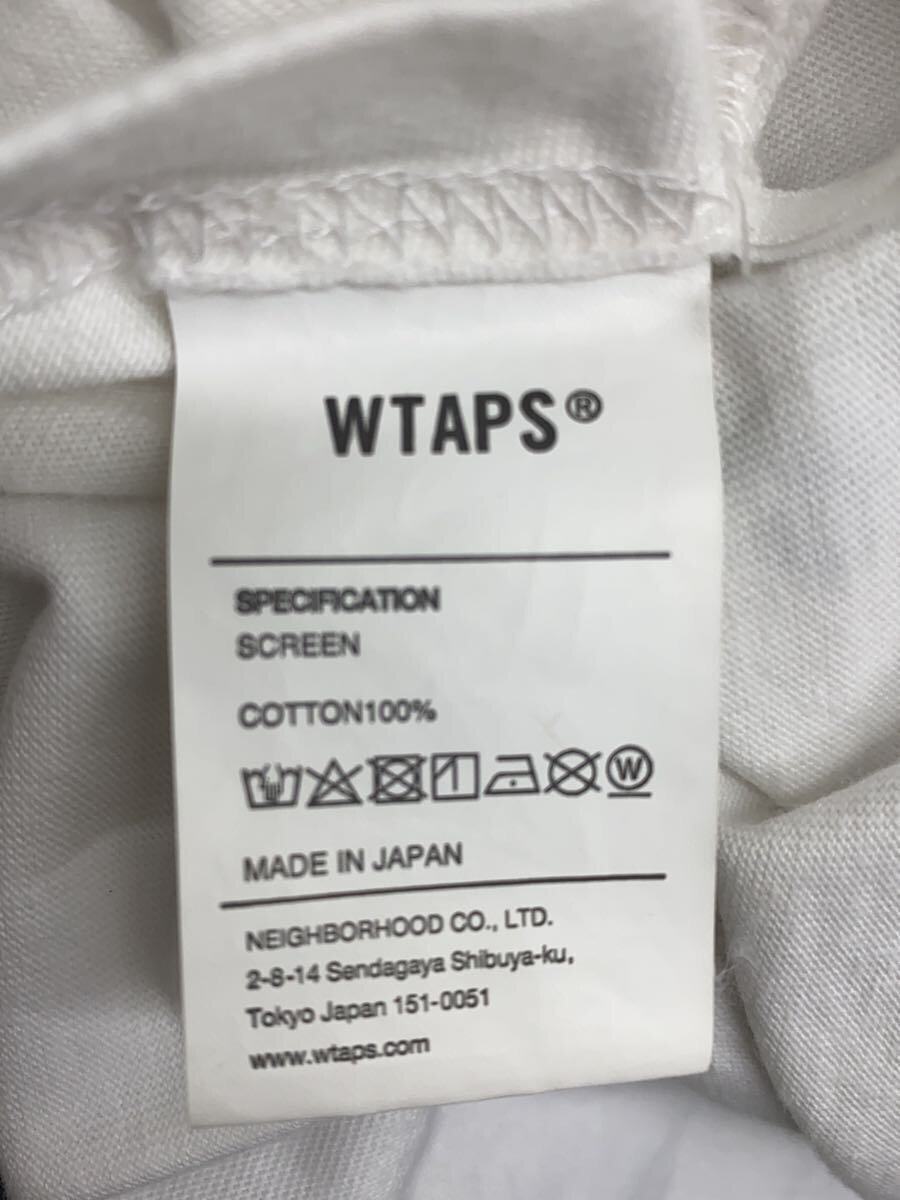 WTAPS®
SPECIFICATION
SCREEN
COTTON100%
W
MADE IN JAPAN
NEIGHBORHOOD CO., LTD.
2-8-14 Sendagaya Shibuya-ku,
Tokyo Japan 151-0051
www.wtaps.com